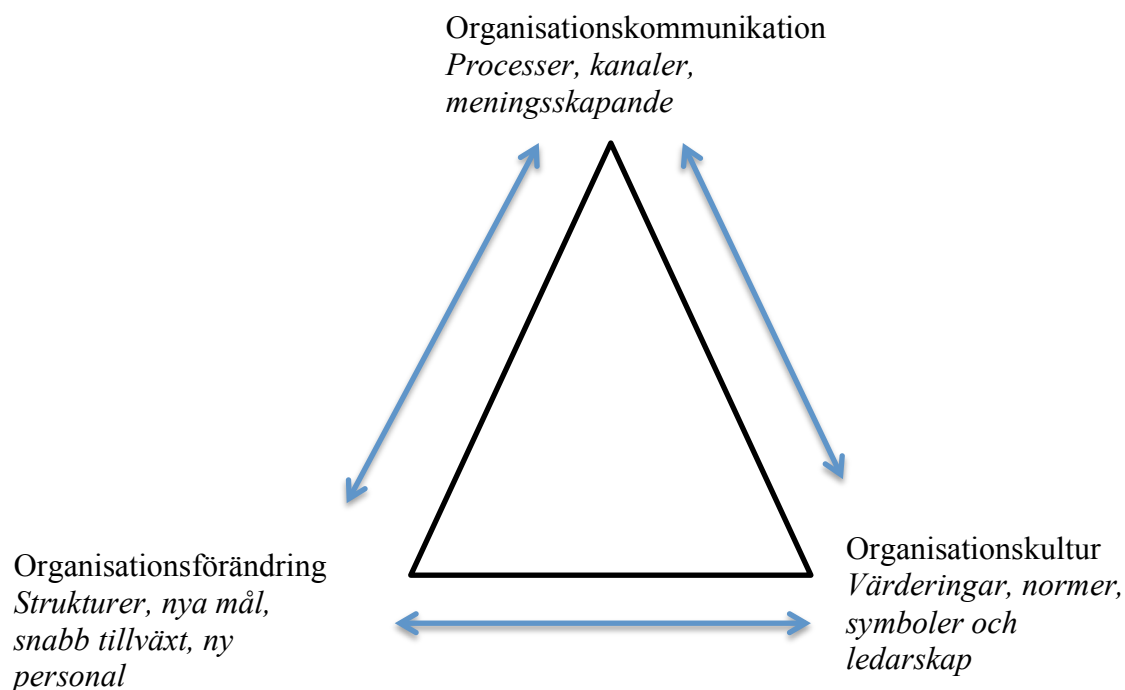 Organisationskommunikation
Processer, kanaler,
meningsskapande
Organisationsförändring
Strukturer, nya mål,
snabb tillväxt, ny
personal
Organisationskultur
Värderingar, normer,
symboler och
ledarskap